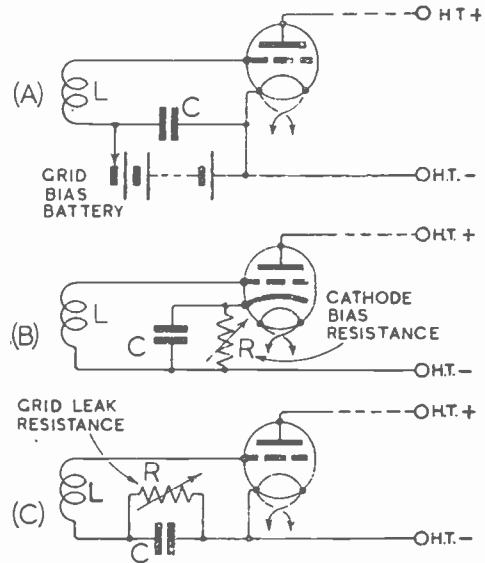 HT+
(A)
L
C
GRID
BIAS
BATTERY
H.T.-
H.T.+
(B)
L
C
R
CATHODE
BIAS
RESISTANCE
H.T.-
GRID LEAK
RESISTANCE
H.T.+
(C)
L
R
C
H.T.-